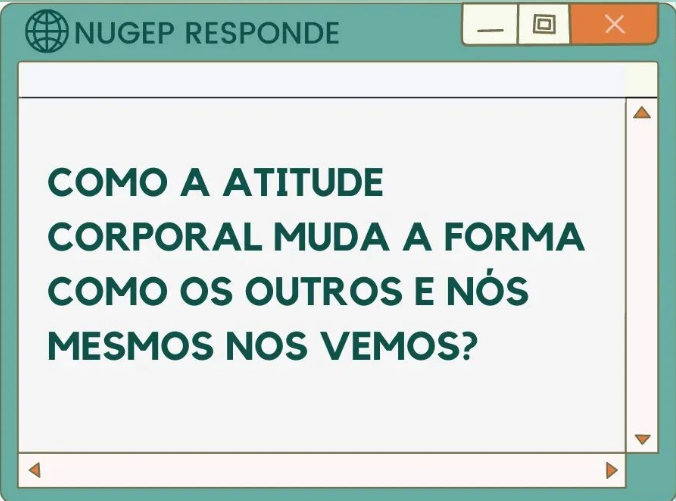 NUGEP RESPONDE
COMO A ATITUDE
CORPORAL MUDA A FORMA
COMO OS OUTROS E NÓS
MESMOS NOS VEMOS?